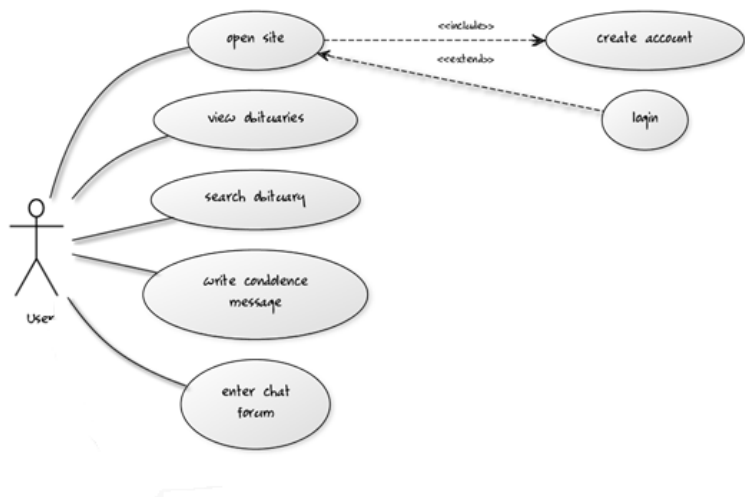 open site
<<include>>
create account
<<extend>>
login
view obituaries
search obituary
write condolence
message
User
enter chat
forum